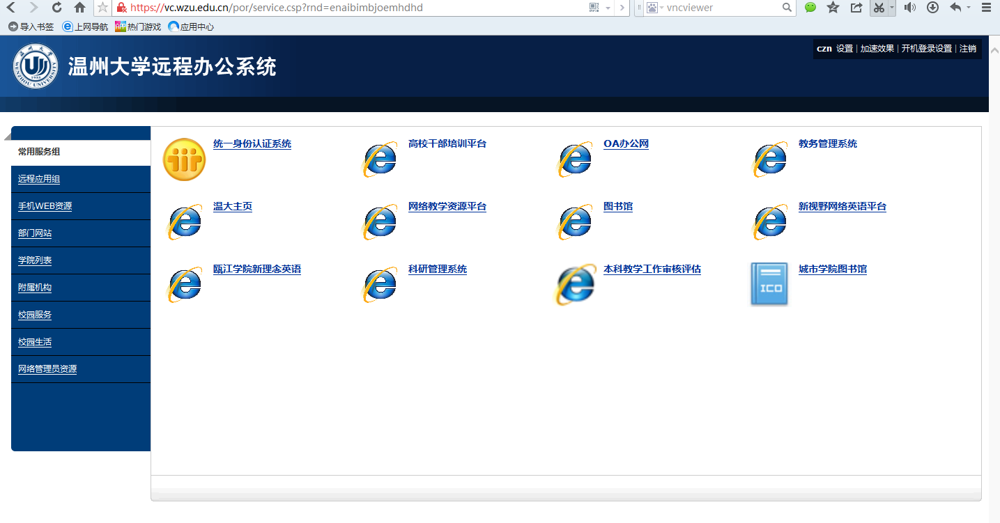 https://vc.wzu.edu.cn/por/service.csp?rnd=enaibimbjoemhdhd
vncviewer
导入书签 上网导航 热门游戏 应用中心
czn 设置 | 加速效果 | 开机登录设置 | 注销
温州大学远程办公系统
WENZHOU UNIVERSITY
1933
常用服务组
远程应用组
手机WEB资源
部门网站
学院列表
附属机构
校园服务
校园生活
网络管理员资源
统一身份认证系统 高校干部培训平台 OA办公网 教务管理系统
温大主页 网络教学资源平台 图书馆 新视野网络英语平台
瓯江学院新理念英语 科研管理系统 本科教学工作审核评估 城市学院图书馆
ICO